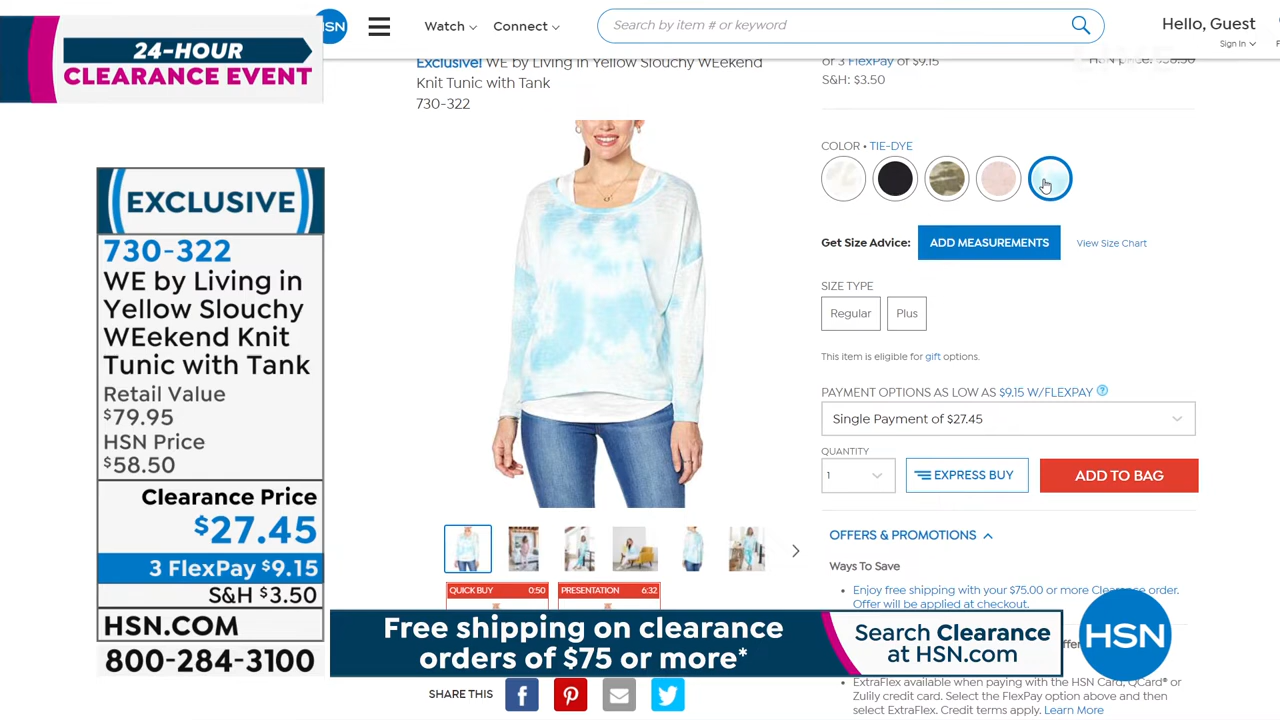 24-HOUR
CLEARANCE EVENT
HSN
Watch
Connect
Search by item # or keyword
Hello, Guest
Sign In
Exclusive! WE by Living in Yellow Slouchy WEekend
Knit Tunic with Tank
730-322
or 3 FlexPay of $9.15
HSN price: $58.50
S&H: $3.50
COLOR • TIE-DYE
Get Size Advice:
ADD MEASUREMENTS
View Size Chart
SIZE TYPE
Regular
Plus
This item is eligible for gift options.
PAYMENT OPTIONS AS LOW AS $9.15 W/FLEXPAY ?
Single Payment of $27.45
QUANTITY
1
EXPRESS BUY
ADD TO BAG
OFFERS & PROMOTIONS
Ways To Save
Enjoy free shipping with your $75.00 or more Clearance order.
Offer will be applied at checkout.
ExtraFlex available when paying with the HSN Card, QCard® or
Zulily credit card. Select the FlexPay option above and then
select ExtraFlex. Credit terms apply. Learn More
QUICK BUY 0:50
PRESENTATION 6:32
SHARE THIS
EXCLUSIVE
730-322
WE by Living in
Yellow Slouchy
WEekend Knit
Tunic with Tank
Retail Value
$79.95
HSN Price
$58.50
Clearance Price
$27.45
3 FlexPay $9.15
S&H $3.50
HSN.COM
800-284-3100
Free shipping on clearance
orders of $75 or more*
Search Clearance
at HSN.com
HSN